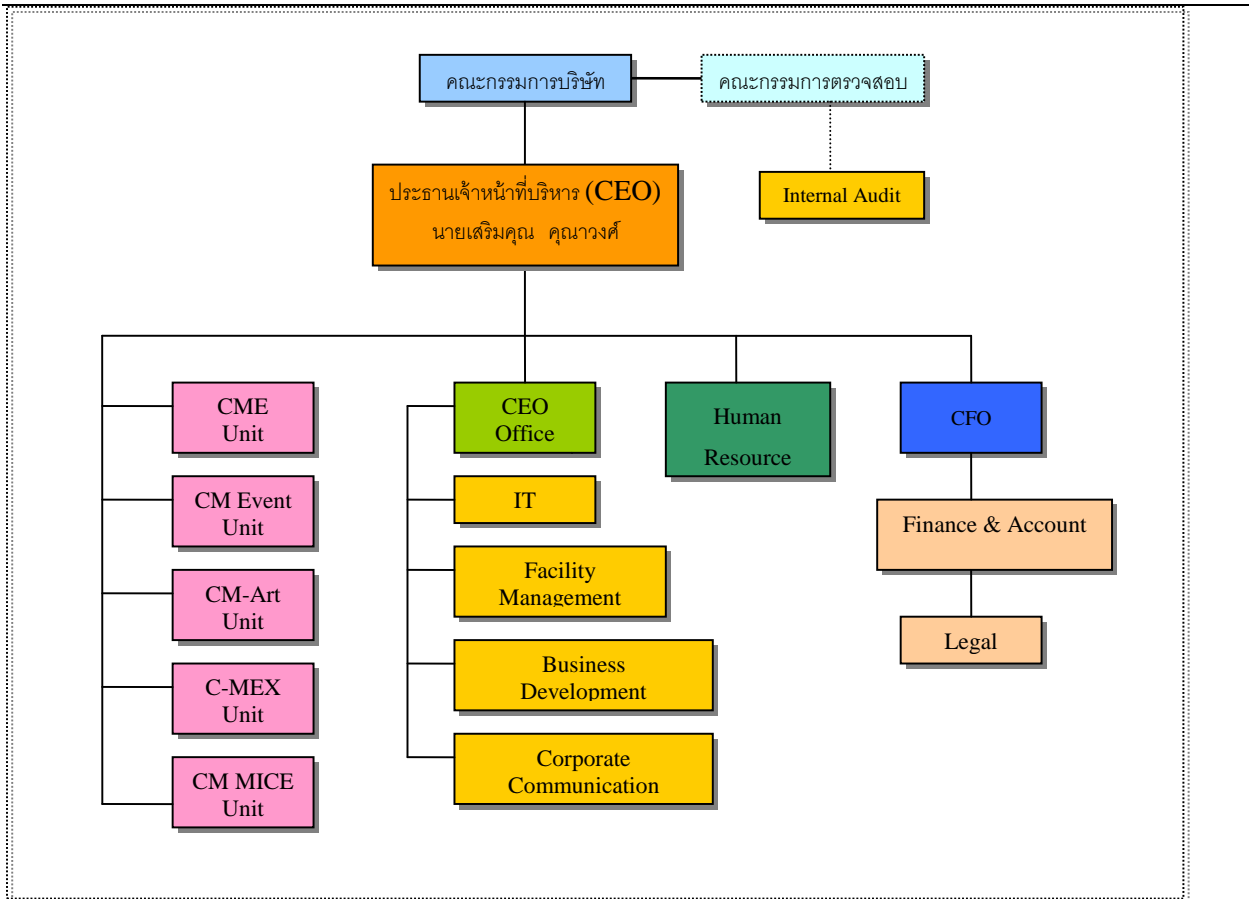 คณะกรรมการบริษัท
คณะกรรมการตรวจสอบ
ประธานเจ้าหน้าที่บริหาร (CEO)
นายเสริมคุณ คุณาวงศ์
Internal Audit
CME
Unit
CM Event
Unit
CM-Art
Unit
C-MEX
Unit
CM MICE
Unit
CEO
Office
IT
Facility
Management
Business
Development
Corporate
Communication
Human
Resource
CFO
Finance & Account
Legal